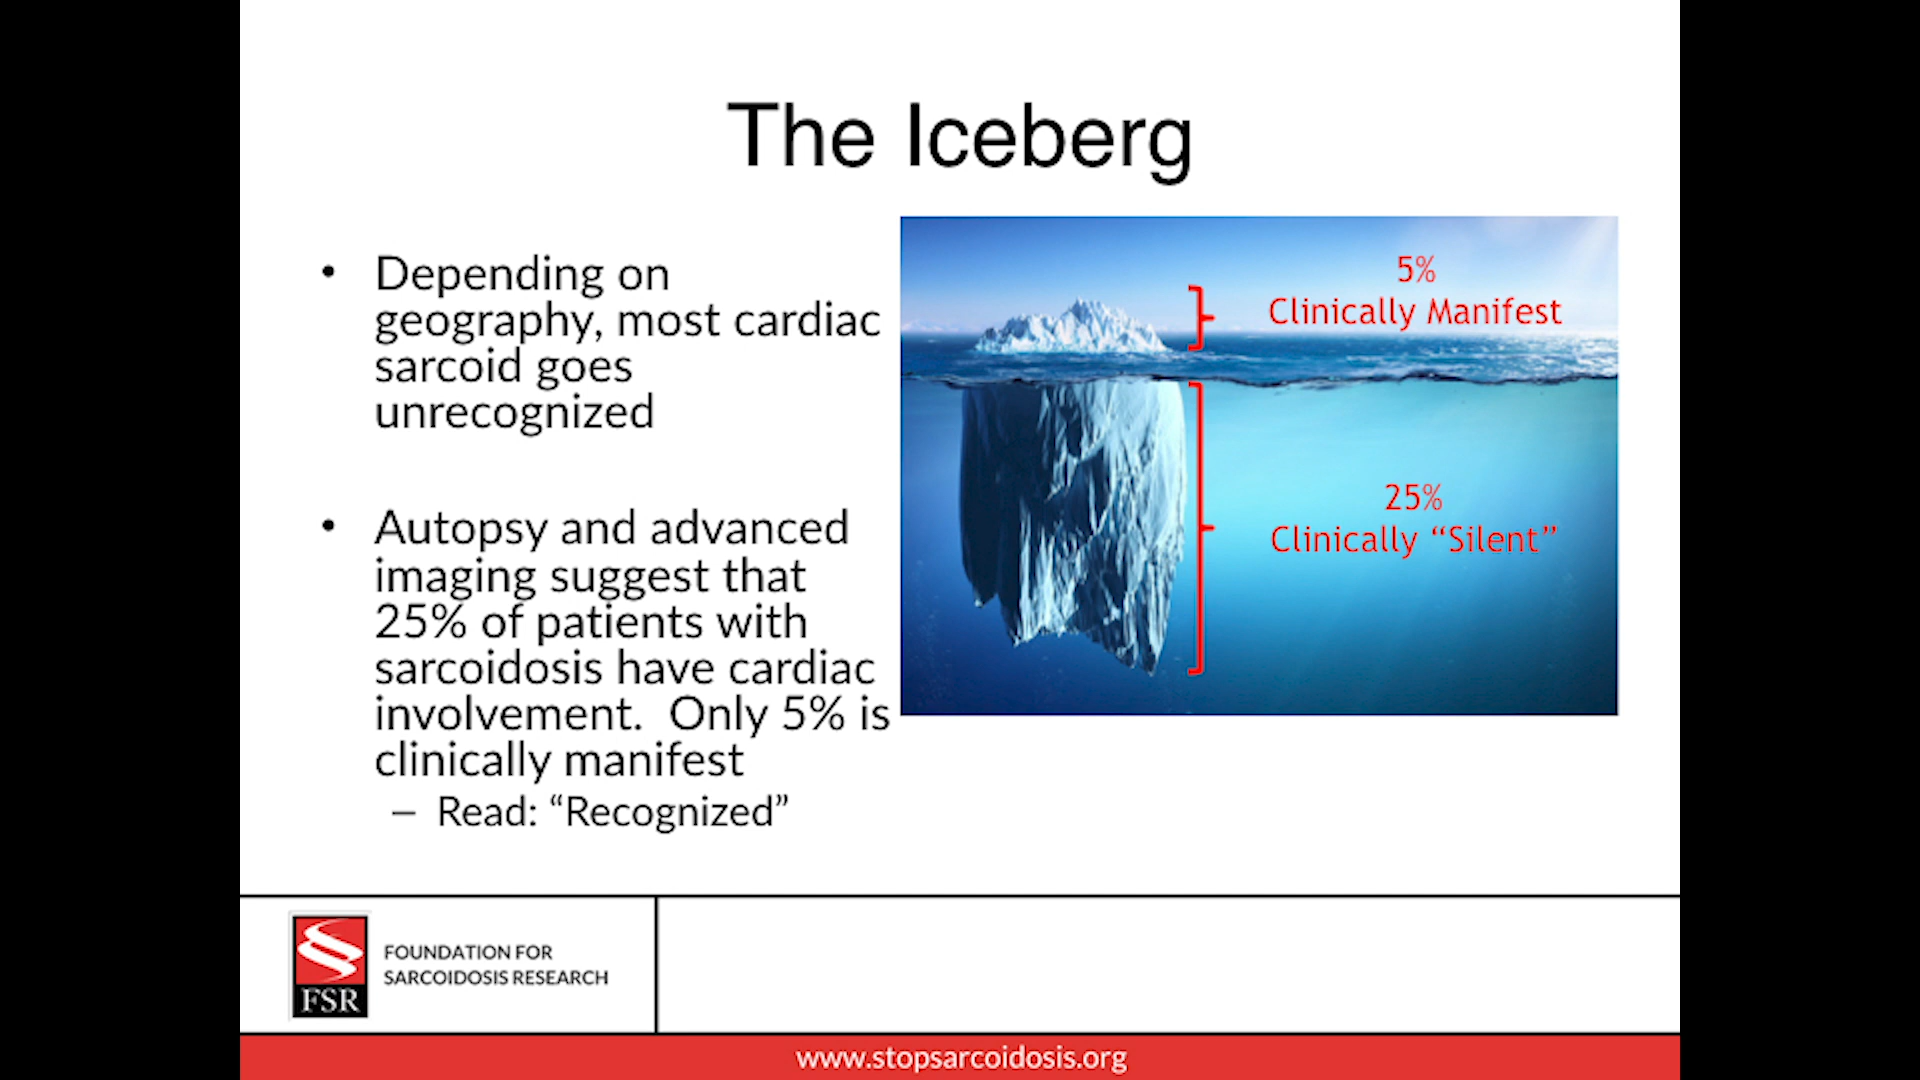 The Iceberg
• Depending on
geography, most cardiac
sarcoid goes
unrecognized
• Autopsy and advanced
imaging suggest that
25% of patients with
sarcoidosis have cardiac
involvement.  Only 5% is
clinically manifest
– Read: “Recognized”
5%
Clinically Manifest
25%
Clinically “Silent”
FSR
FOUNDATION FOR
SARCOIDOSIS RESEARCH
www.stopsarcoidosis.org